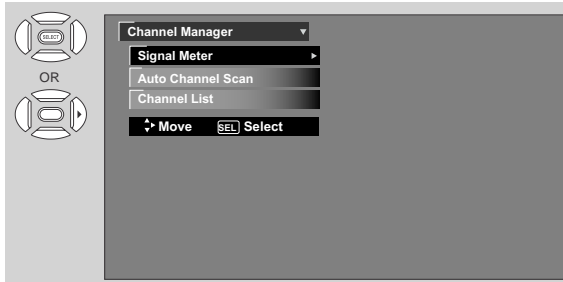 SELECT
OR
Channel Manager
Signal Meter
Auto Channel Scan
Channel List
Move SEL Select